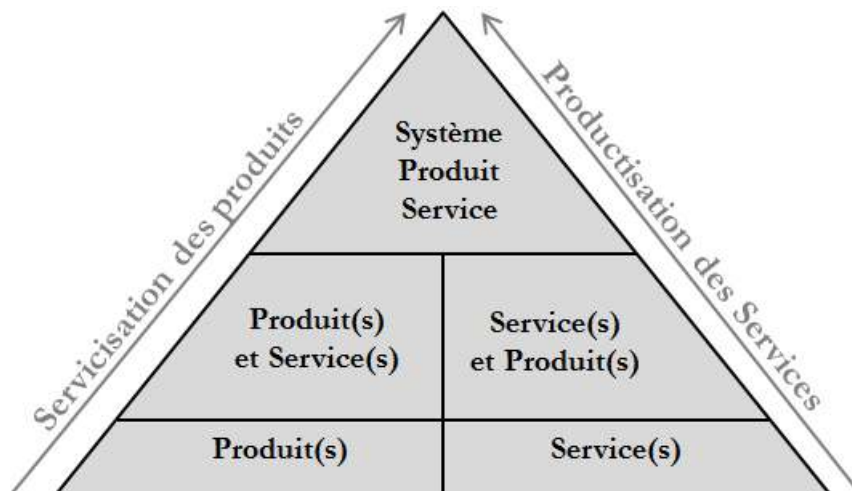 Servicisation des produits
Productisation des Services
Système
Produit
Service
Produit(s)
et Service(s)
Service(s)
et Produit(s)
Produit(s)
Service(s)